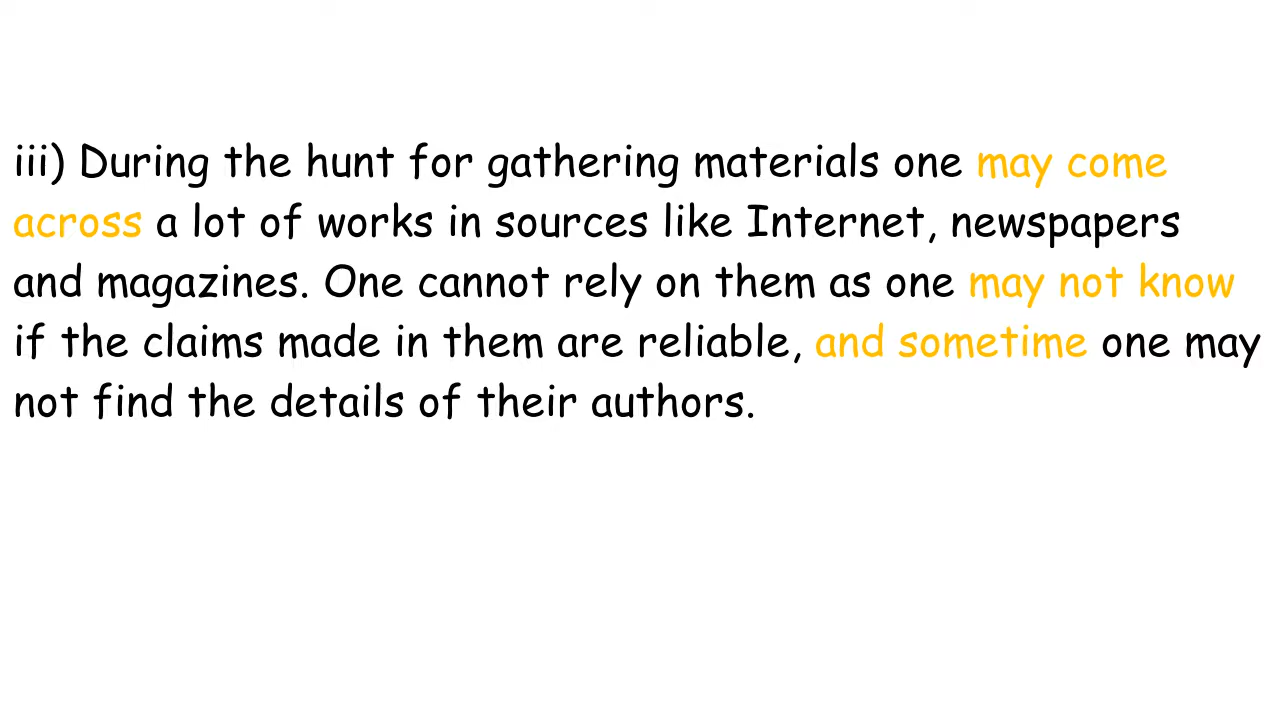 iii) During the hunt for gathering materials one may come
across a lot of works in sources like Internet, newspapers
and magazines. One cannot rely on them as one may not know
if the claims made in them are reliable, and sometime one may
not find the details of their authors.